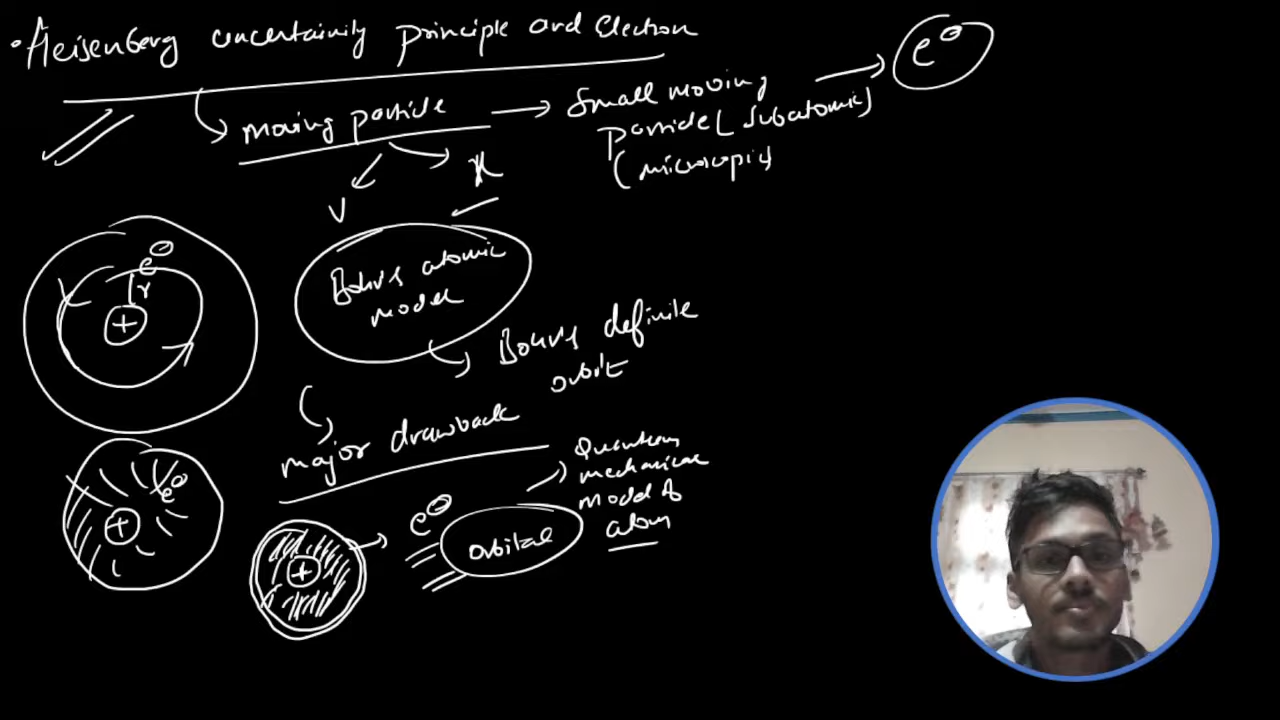 • Heisenberg uncertainity principle and Electron
moving particle → small moving
particle (subatomic)
(microscopic)
e⊖
v
x
e⊖
r
+
Bohr's atomic
model
Bohr's definite
orbit
major drawback
e⊖
+
+
e⊖
orbital
Quantum
mechanical
model of
atom